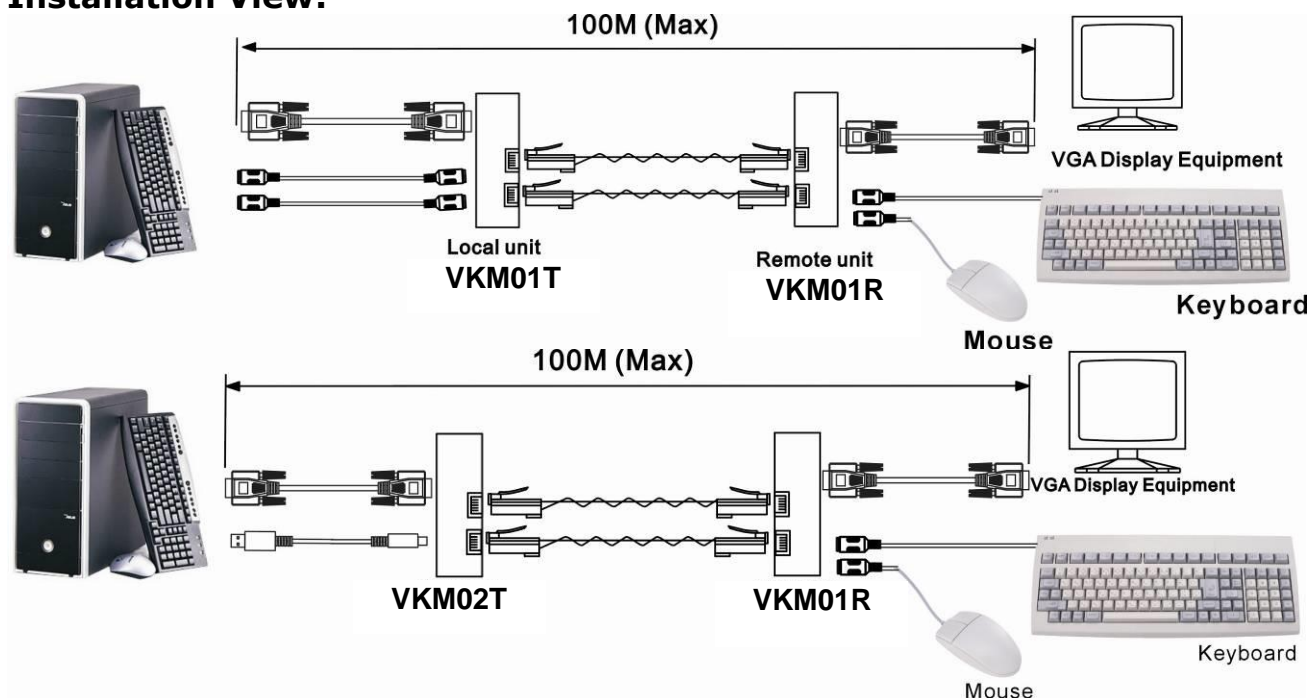 Installation View:
100M (Max)
VGA Display Equipment
Local unit
VKM01T
Remote unit
VKM01R
Keyboard
Mouse
100M (Max)
VGA Display Equipment
VKM02T
VKM01R
Keyboard
Mouse